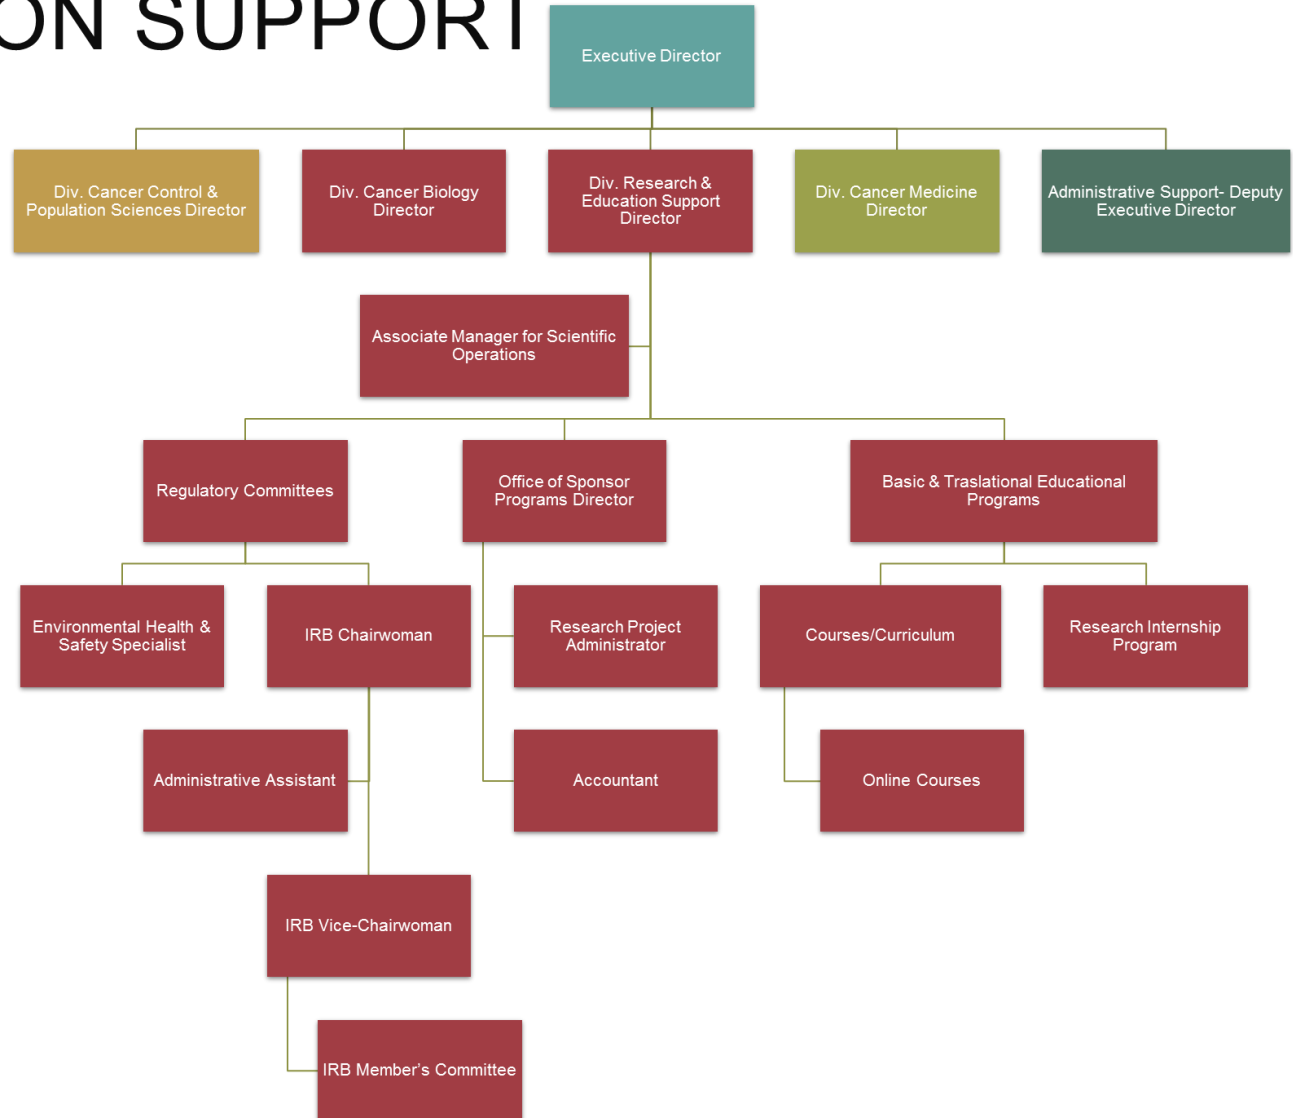 ON SUPPORT
Executive Director
Div. Cancer Control &
Population Sciences Director
Div. Cancer Biology
Director
Div. Research &
Education Support
Director
Div. Cancer Medicine
Director
Administrative Support- Deputy
Executive Director
Associate Manager for Scientific
Operations
Regulatory Committees
Office of Sponsor
Programs Director
Basic & Traslational Educational
Programs
Environmental Health &
Safety Specialist
IRB Chairwoman
Research Project
Administrator
Courses/Curriculum
Research Internship
Program
Administrative Assistant
Accountant
Online Courses
IRB Vice-Chairwoman
IRB Member’s Committee